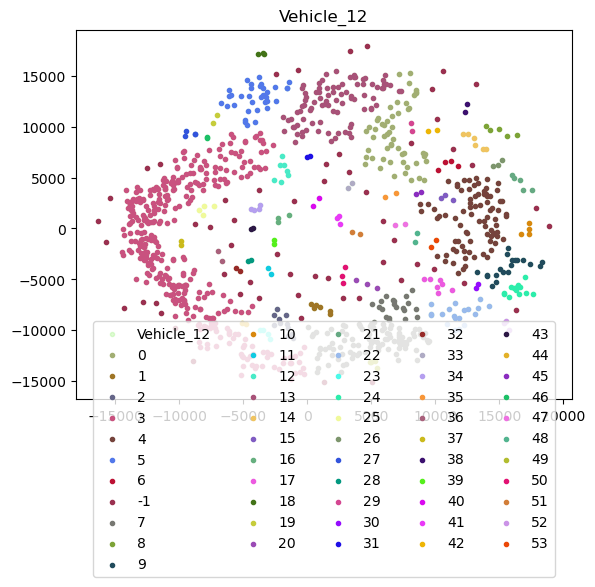 Vehicle_12
15000
10000
5000
0
−5000
−10000
−15000
−15000 −10000 −5000 0 5000 10000 15000 20000
Vehicle_12 10 21 32 43
0 11 22 33 44
1 12 23 34 45
2 13 24 35 46
3 14 25 36 47
4 15 26 37 48
5 16 27 38 49
6 17 28 39 50
-1 18 29 40 51
7 19 30 41 52
8 20 31 42 53
9